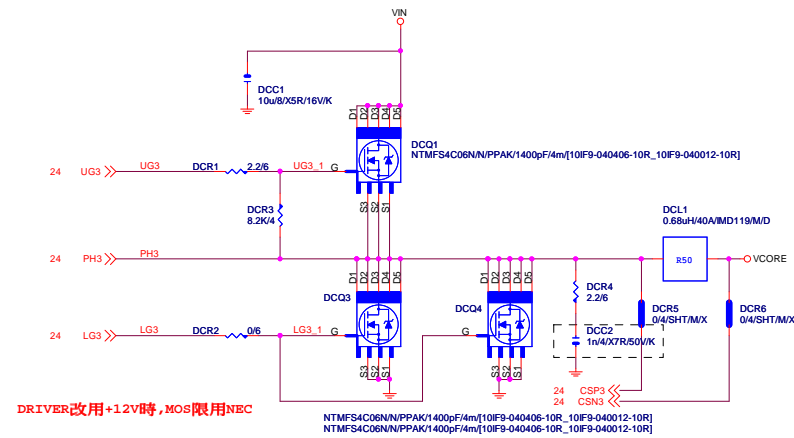 VIN
DCC1
10u/8/X5R/16V/K
D1 D2 D3 D4 D5
DCQ1
NTMFS4C06N/N/PPAK/1400pF/4m/[10IF9-040406-10R_10IF9-040012-10R]
24 UG3 UG3 DCR1 2.2/6 UG3_1 G
S3 S2 S1
DCR3
8.2K/4
DCL1
0.68uH/40A/IMD119/M/D
24 PH3 PH3
R50 VCORE
D1 D2 D3 D4 D5
D1 D2 D3 D4 D5
DCR4
2.2/6
DCQ3
DCQ4
DCR5
0/4/SHT/M/X
DCR6
0/4/SHT/M/X
24 LG3 LG3 DCR2 0/6 LG3_1 G
G
DCC2
1n/4/X7R/50V/K
S3 S2 S1
S3 S2 S1
24 CSP3
24 CSN3
DRIVER改用+12V時,MOS限用NEC
NTMFS4C06N/N/PPAK/1400pF/4m/[10IF9-040406-10R_10IF9-040012-10R]
NTMFS4C06N/N/PPAK/1400pF/4m/[10IF9-040406-10R_10IF9-040012-10R]